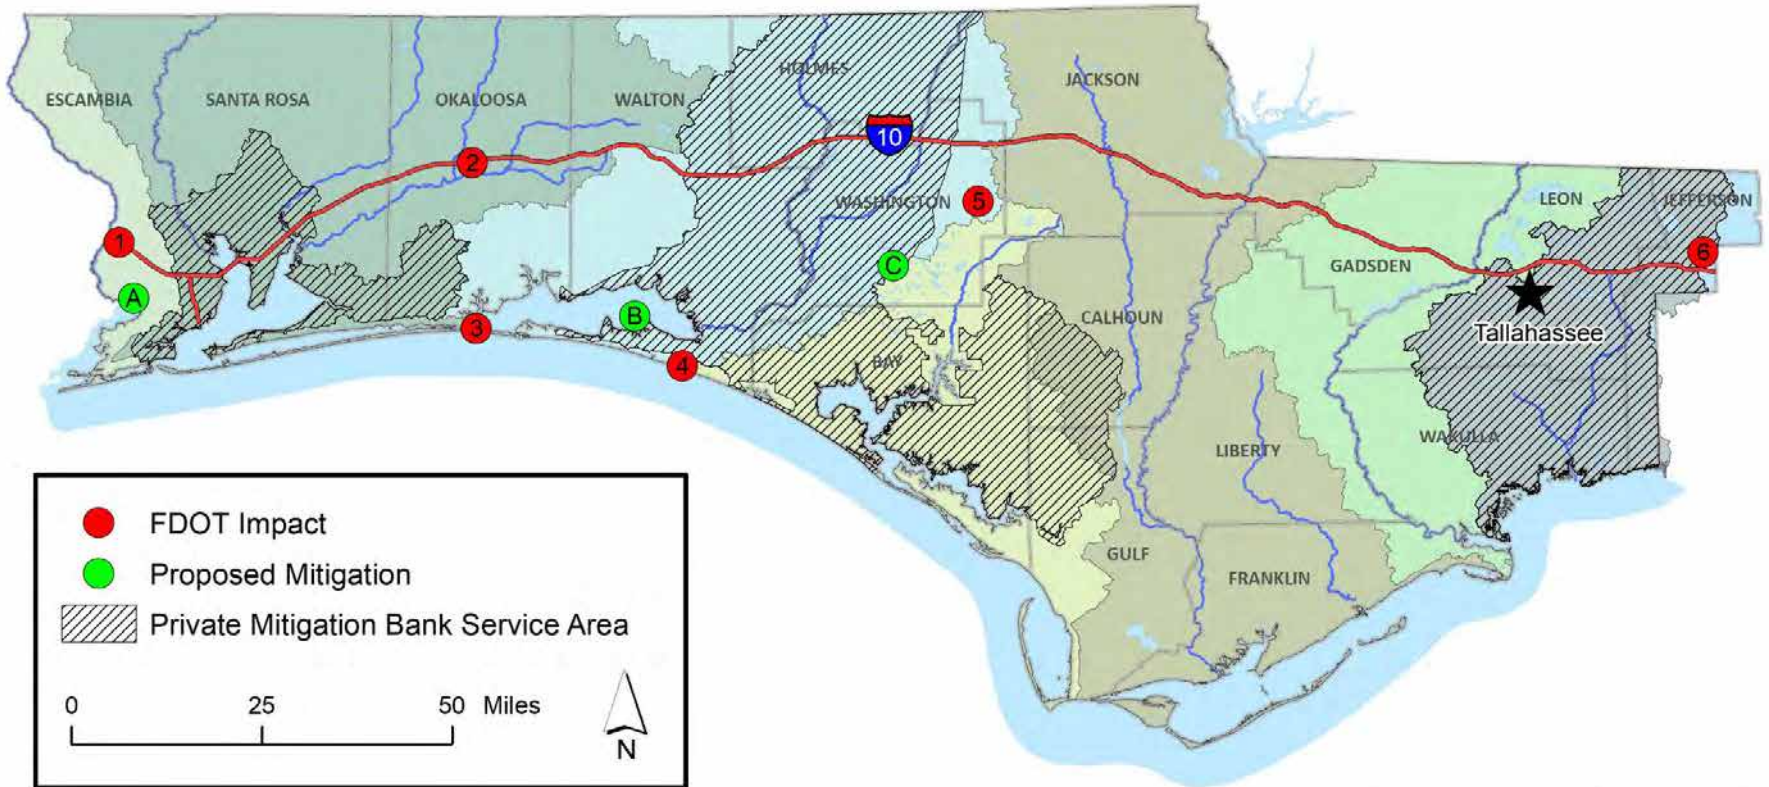 ESCAMBIA
SANTA ROSA
OKALOOSA
WALTON
HOLMES
JACKSON
10
2
WASHINGTON
5
LEON
JEFFERSON
1
C
GADSDEN
6
A
B
3
CALHOUN
Tallahassee
4
BAY
LIBERTY
WAKULLA
GULF
FRANKLIN
FDOT Impact
Proposed Mitigation
Private Mitigation Bank Service Area
0 25 50 Miles
N